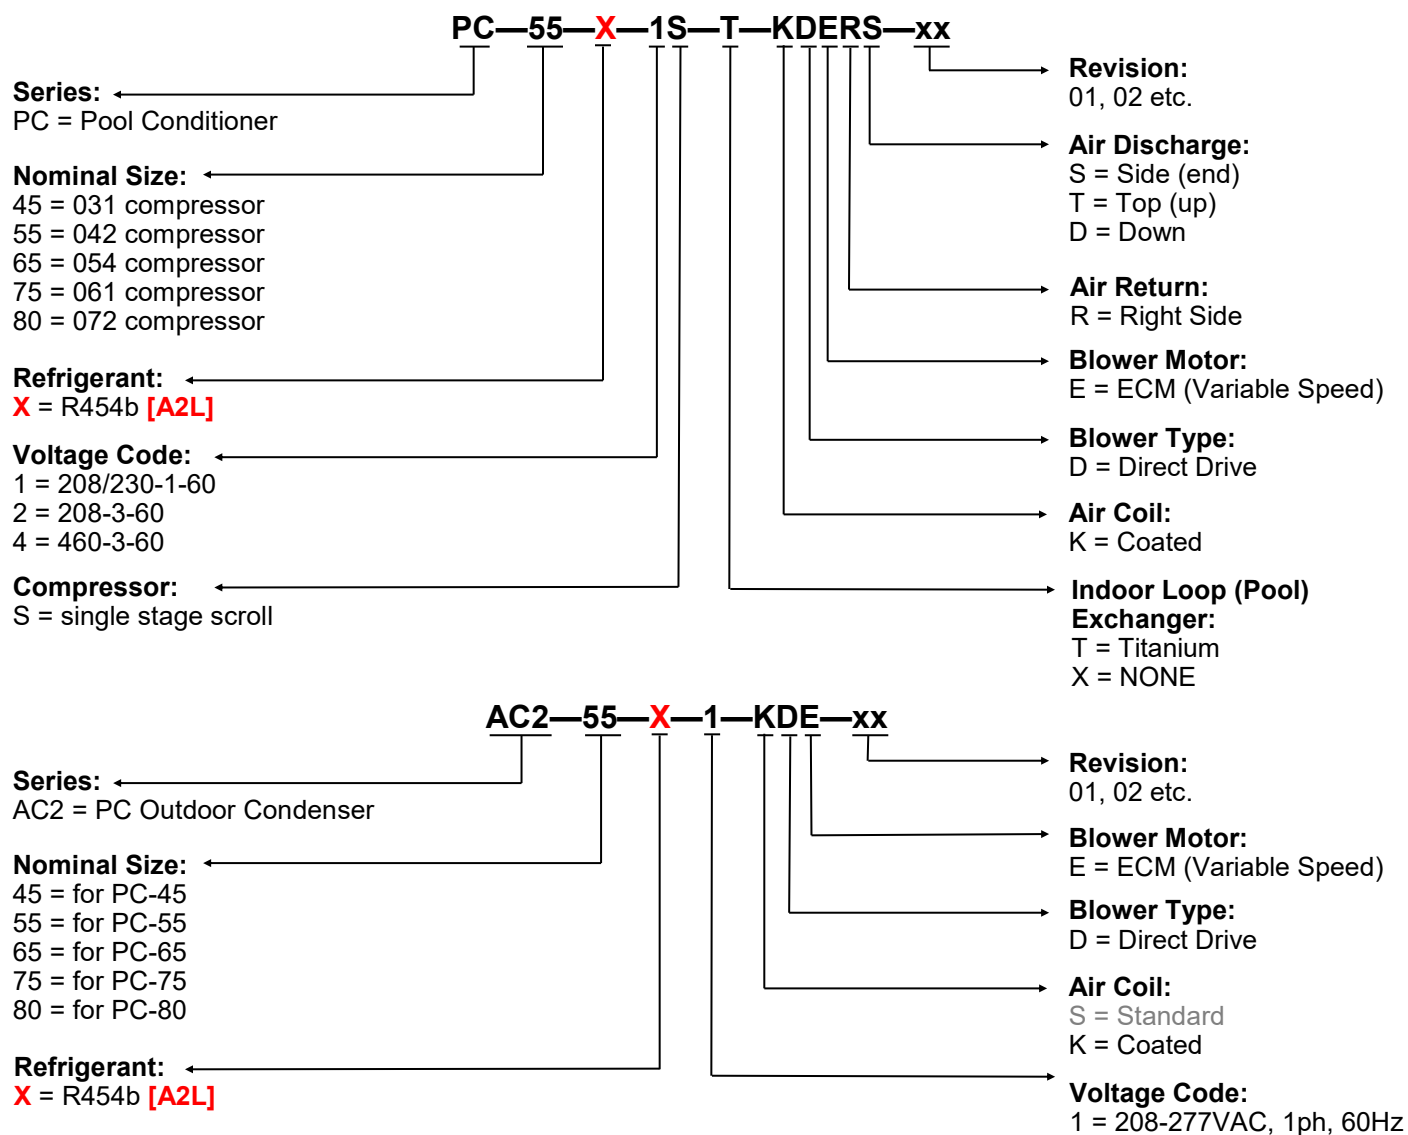 PC—55—X—1S—T—KDERS—xx
Series:
PC = Pool Conditioner
Nominal Size:
45 = 031 compressor
55 = 042 compressor
65 = 054 compressor
75 = 061 compressor
80 = 072 compressor
Refrigerant:
X = R454b [A2L]
Voltage Code:
1 = 208/230-1-60
2 = 208-3-60
4 = 460-3-60
Compressor:
S = single stage scroll
Revision:
01, 02 etc.
Air Discharge:
S = Side (end)
T = Top (up)
D = Down
Air Return:
R = Right Side
Blower Motor:
E = ECM (Variable Speed)
Blower Type:
D = Direct Drive
Air Coil:
K = Coated
Indoor Loop (Pool)
Exchanger:
T = Titanium
X = NONE
AC2—55—X—1—KDE—xx
Series:
AC2 = PC Outdoor Condenser
Nominal Size:
45 = for PC-45
55 = for PC-55
65 = for PC-65
75 = for PC-75
80 = for PC-80
Refrigerant:
X = R454b [A2L]
Revision:
01, 02 etc.
Blower Motor:
E = ECM (Variable Speed)
Blower Type:
D = Direct Drive
Air Coil:
S = Standard
K = Coated
Voltage Code:
1 = 208-277VAC, 1ph, 60Hz